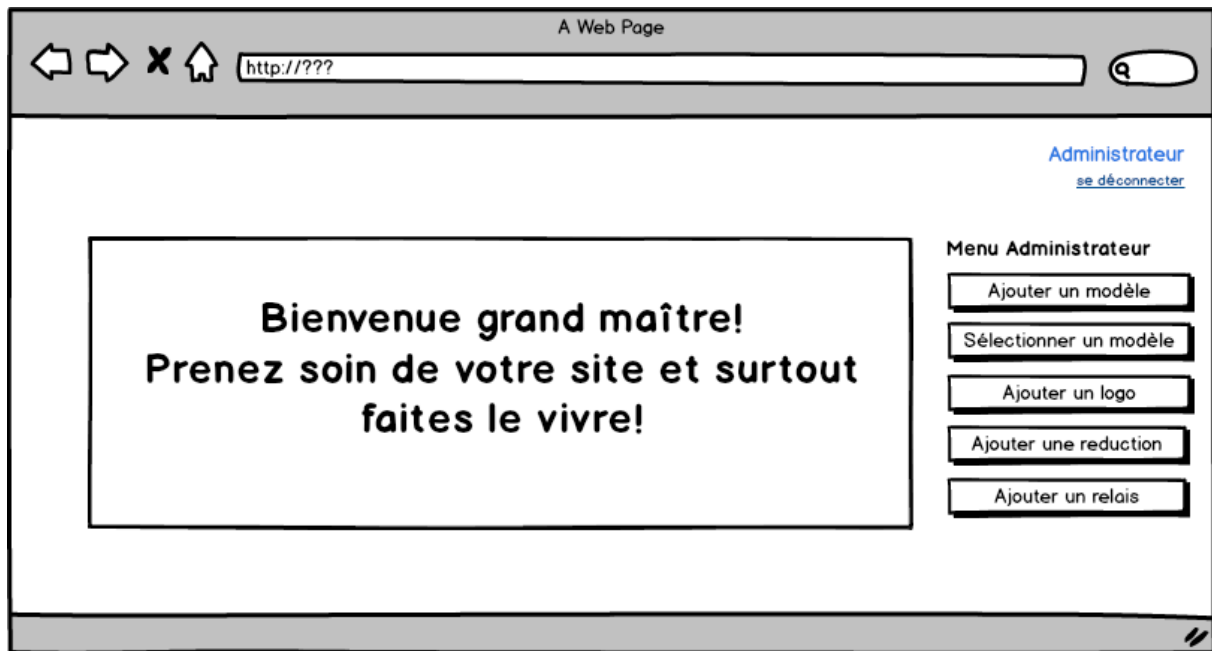 A Web Page
http://???
Administrateur
se déconnecter
Bienvenue grand maître!
Prenez soin de votre site et surtout
faites le vivre!
Menu Administrateur
Ajouter un modèle
Sélectionner un modèle
Ajouter un logo
Ajouter une reduction
Ajouter un relais